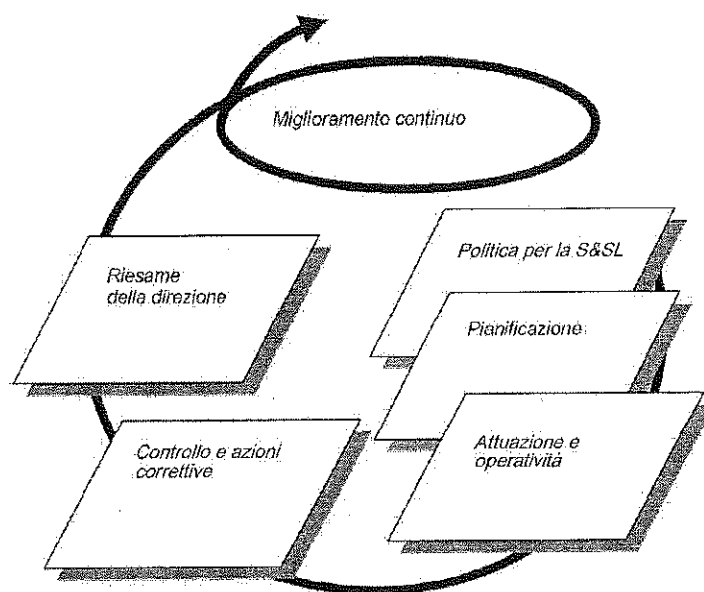 Miglioramento continuo
Politica per la S&SL
Pianificazione
Attuazione e
operatività
Controllo e azioni
correttive
Riesame
della direzione